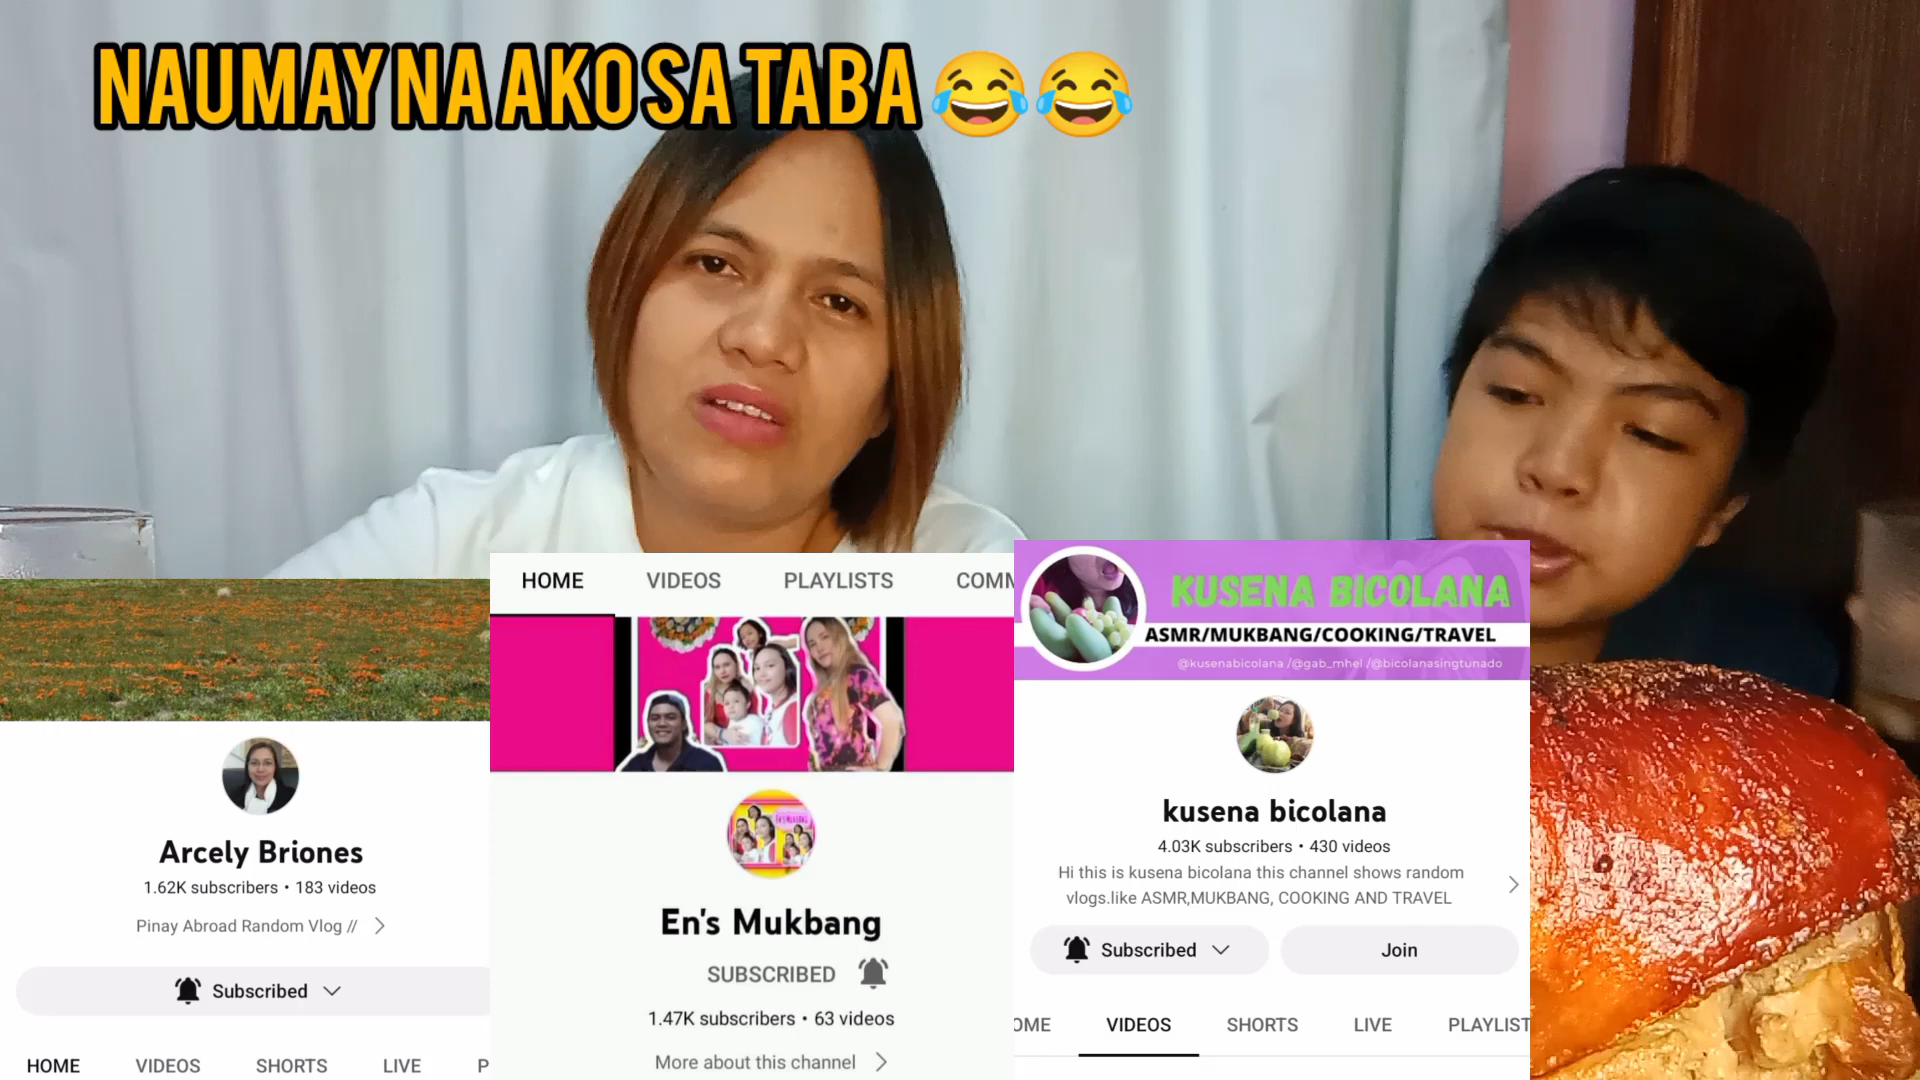 NAUMAY NA AKO SA TABA 😂😂
Arcely Briones
1.62K subscribers • 183 videos
Pinay Abroad Random Vlog //
Subscribed
HOME VIDEOS SHORTS LIVE P
HOME VIDEOS PLAYLISTS COMM
En's Mukbang
SUBSCRIBED
1.47K subscribers • 63 videos
More about this channel
KUSENA BICOLANA
ASMR/MUKBANG/COOKING/TRAVEL
@kusenabicolana /@gab_mhel /@bicolanasingtunado
kusena bicolana
4.03K subscribers • 430 videos
Hi this is kusena bicolana this channel shows random
vlogs.like ASMR,MUKBANG, COOKING AND TRAVEL
Subscribed Join
OME VIDEOS SHORTS LIVE PLAYLIST